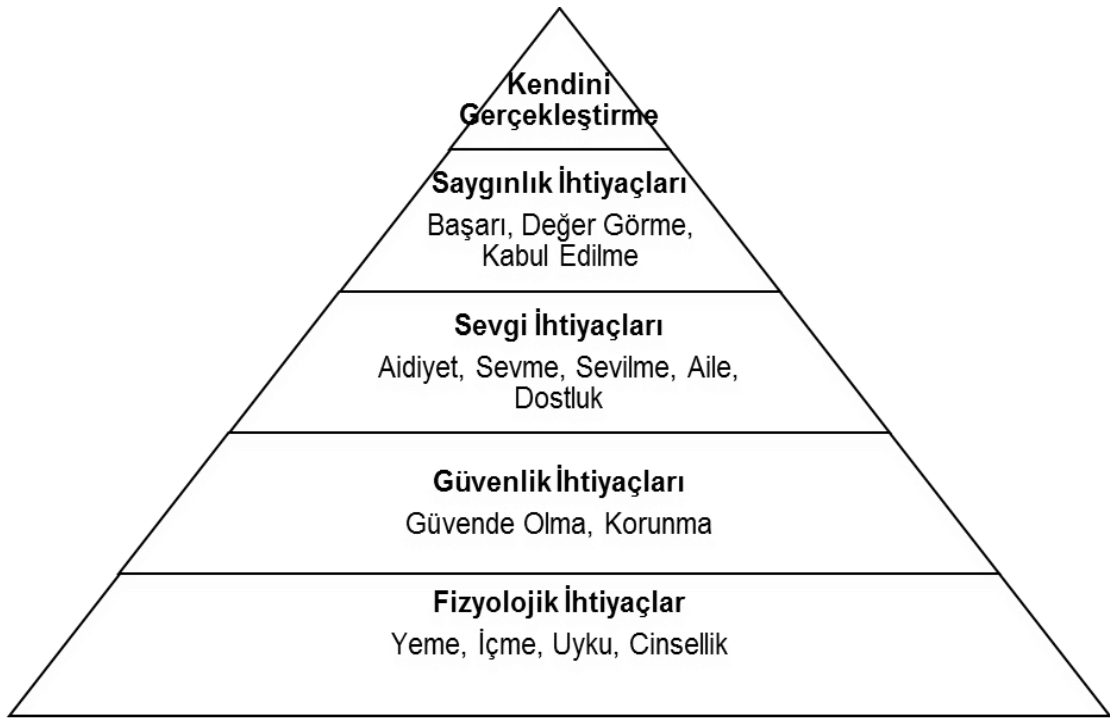 Kendini
Gerçekleştirme
Saygınlık İhtiyaçları
Başarı, Değer Görme,
Kabul Edilme
Sevgi İhtiyaçları
Aidiyet, Sevme, Sevilme, Aile,
Dostluk
Güvenlik İhtiyaçları
Güvende Olma, Korunma
Fizyolojik İhtiyaçlar
Yeme, İçme, Uyku, Cinsellik